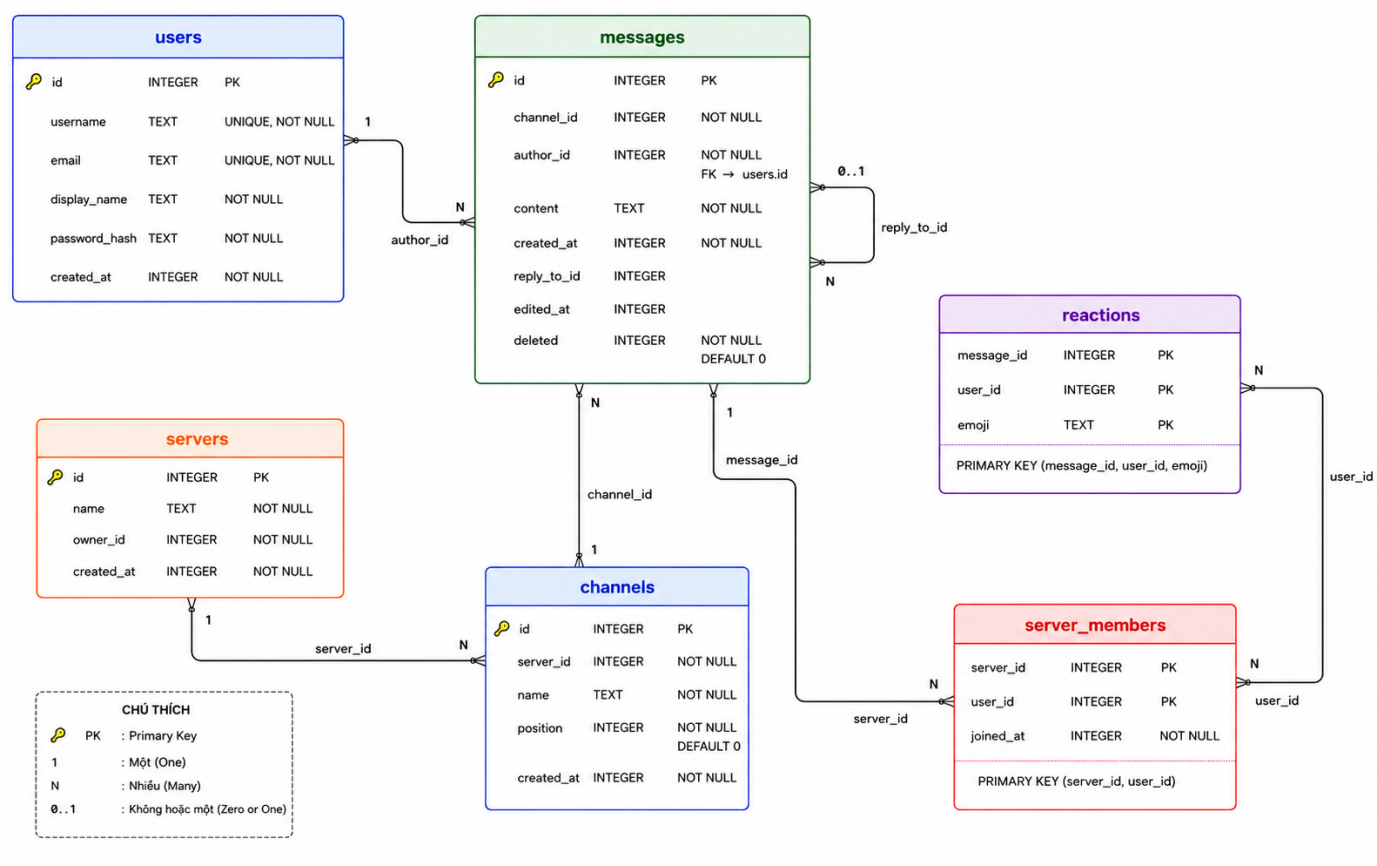 users
id INTEGER PK
username TEXT UNIQUE, NOT NULL
email TEXT UNIQUE, NOT NULL
display_name TEXT NOT NULL
password_hash TEXT NOT NULL
created_at INTEGER NOT NULL
1
N
author_id
messages
id INTEGER PK
channel_id INTEGER NOT NULL
author_id INTEGER NOT NULL
FK → users.id
content TEXT NOT NULL
created_at INTEGER NOT NULL
reply_to_id INTEGER
edited_at INTEGER
deleted INTEGER NOT NULL
DEFAULT 0
0..1
reply_to_id
N
reactions
message_id INTEGER PK
user_id INTEGER PK
emoji TEXT PK
PRIMARY KEY (message_id, user_id, emoji)
N
user_id
N
user_id
servers
id INTEGER PK
name TEXT NOT NULL
owner_id INTEGER NOT NULL
created_at INTEGER NOT NULL
1
server_id
N
N
channel_id
1
1
message_id
N
server_id
channels
id INTEGER PK
server_id INTEGER NOT NULL
name TEXT NOT NULL
position INTEGER NOT NULL
DEFAULT 0
created_at INTEGER NOT NULL
server_members
server_id INTEGER PK
user_id INTEGER PK
joined_at INTEGER NOT NULL
PRIMARY KEY (server_id, user_id)
CHÚ THÍCH
PK : Primary Key
1 : Một (One)
N : Nhiều (Many)
0..1 : Không hoặc một (Zero or One)